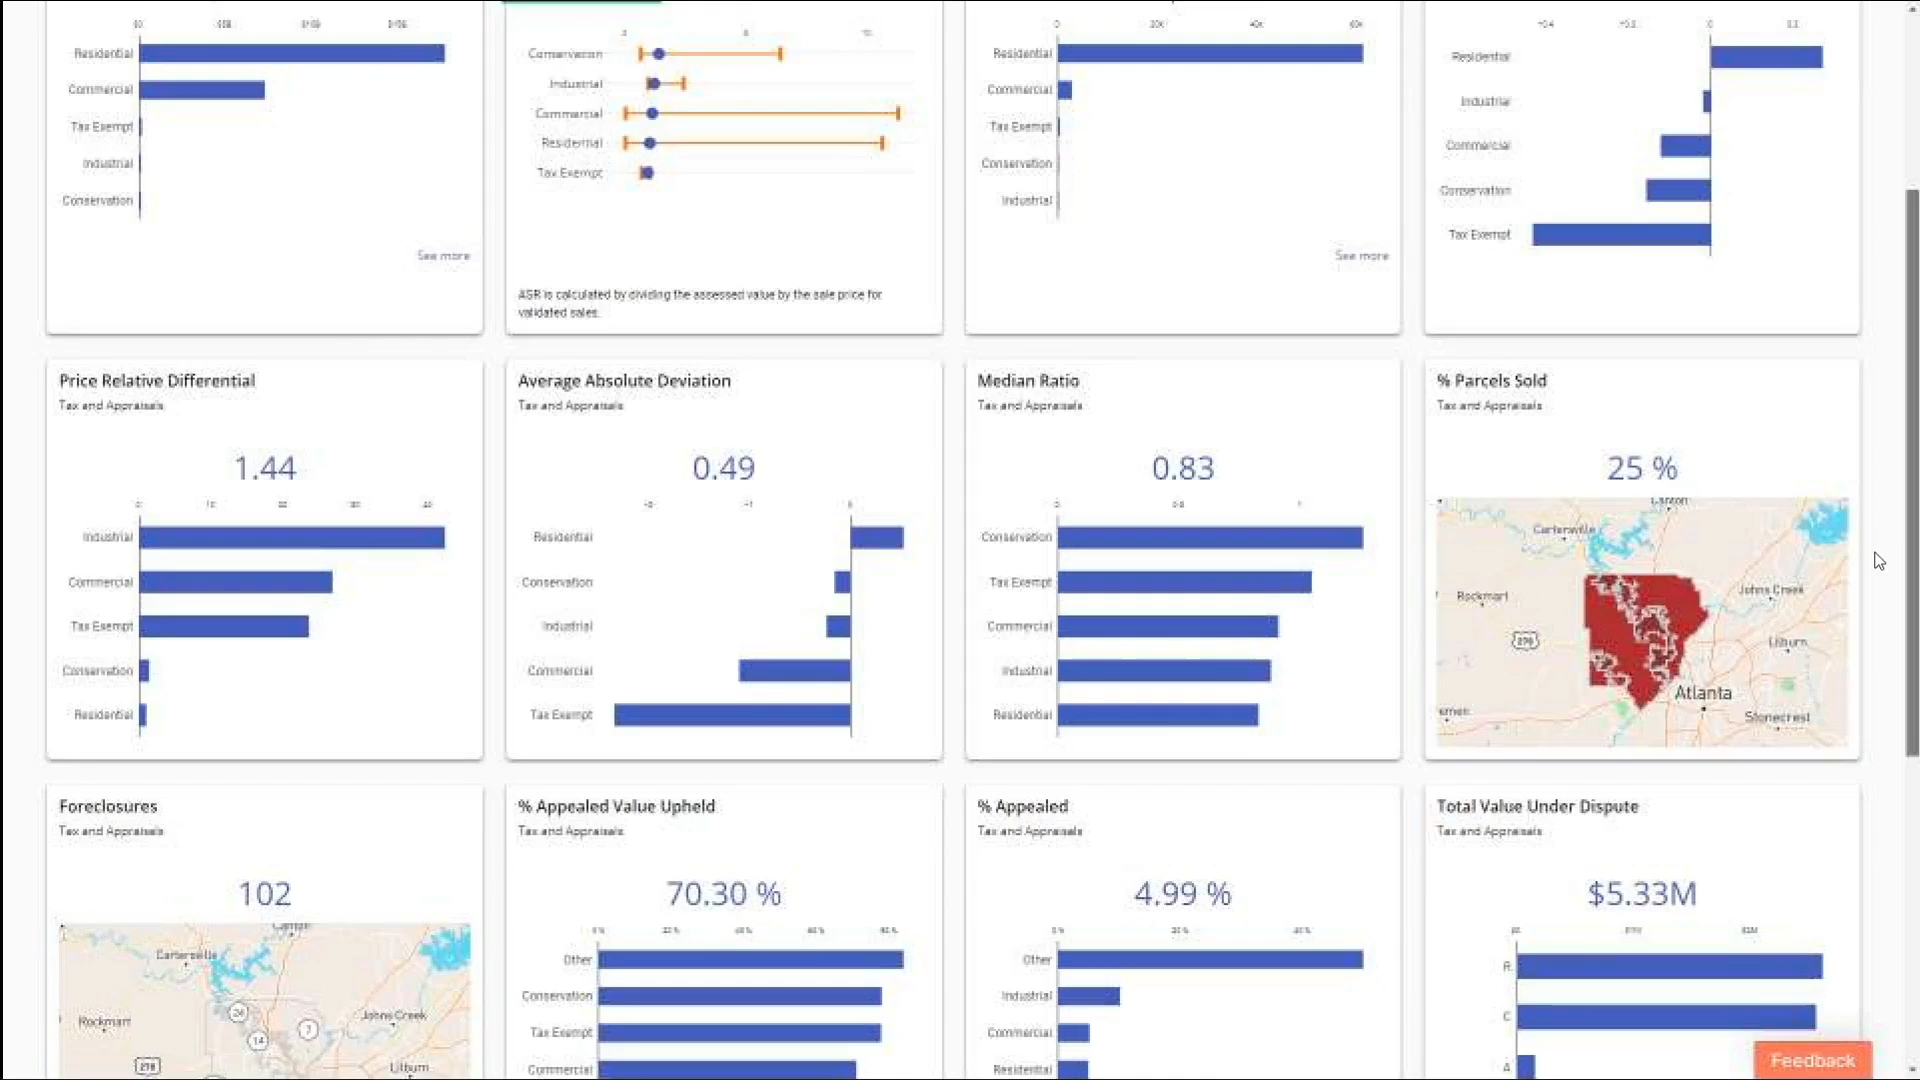 Residential
Commercial
Tax Exempt
Industrial
Conservation
See more
Conservation
Industrial
Commercial
Residential
Tax Exempt
ASR is calculated by dividing the assessed value by the sale price for
validated sales.
Residential
Commercial
Tax Exempt
Conservation
Industrial
See more
Residential
Industrial
Commercial
Conservation
Tax Exempt
Price Relative Differential
Tax and Appraisals
1.44
Industrial
Commercial
Tax Exempt
Conservation
Residential
Average Absolute Deviation
Tax and Appraisals
0.49
Residential
Conservation
Industrial
Commercial
Tax Exempt
Median Ratio
Tax and Appraisals
0.83
Conservation
Tax Exempt
Commercial
Industrial
Residential
% Parcels Sold
Tax and Appraisals
25 %
Canton
Cartersville
Rockmart
Johns Creek
278
Lilburn
Atlanta
Stonecrest
Foreclosures
Tax and Appraisals
102
Canton
Cartersville
Rockmart
24
14
7
Johns Creek
278
Lilburn
% Appealed Value Upheld
Tax and Appraisals
70.30 %
Other
Conservation
Tax Exempt
Commercial
% Appealed
Tax and Appraisals
4.99 %
Other
Industrial
Commercial
Residential
Total Value Under Dispute
Tax and Appraisals
$5.33M
R
C
A
Feedback